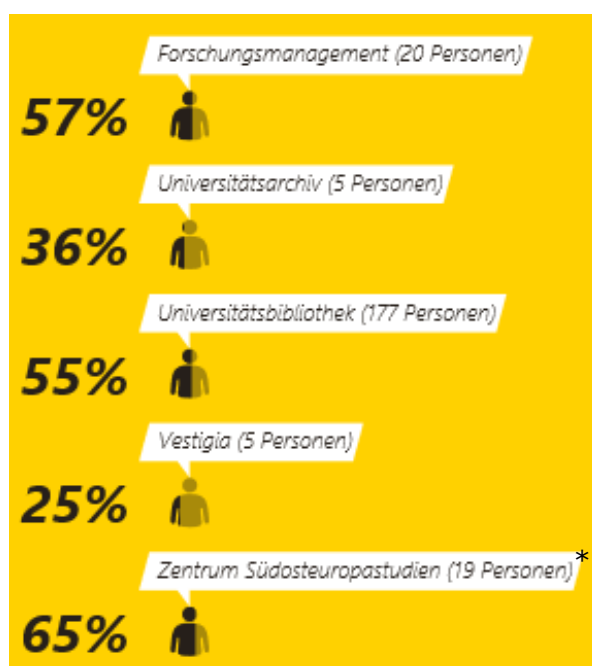 Forschungsmanagement (20 Personen)
57%
Universitätsarchiv (5 Personen)
36%
Universitätsbibliothek (177 Personen)
55%
Vestigia (5 Personen)
25%
Zentrum Südosteuropastudien (19 Personen)*
65%